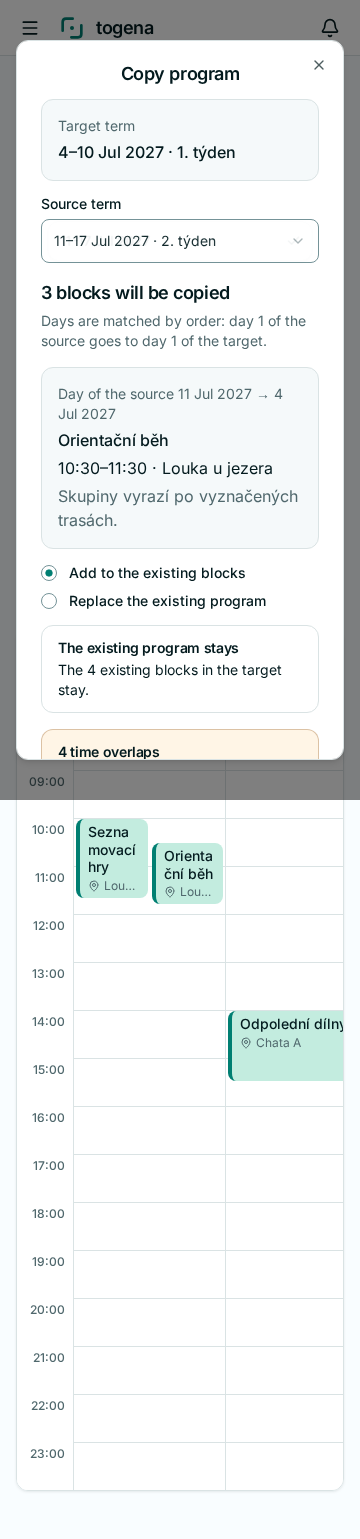 togena
Copy program
Target term
4–10 Jul 2027 · 1. týden
Source term
11–17 Jul 2027 · 2. týden
3 blocks will be copied
Days are matched by order: day 1 of the
source goes to day 1 of the target.
Day of the source 11 Jul 2027 → 4
Jul 2027
Orientační běh
10:30–11:30 · Louka u jezera
Skupiny vyrazí po vyznačených
trasách.
Add to the existing blocks
Replace the existing program
The existing program stays
The 4 existing blocks in the target
stay.
4 time overlaps
09:00
10:00
Sezna
movací
hry
Lou…
Orienta
ční běh
Lou…
11:00
12:00
13:00
14:00
Odpolední dílny
Chata A
15:00
16:00
17:00
18:00
19:00
20:00
21:00
22:00
23:00